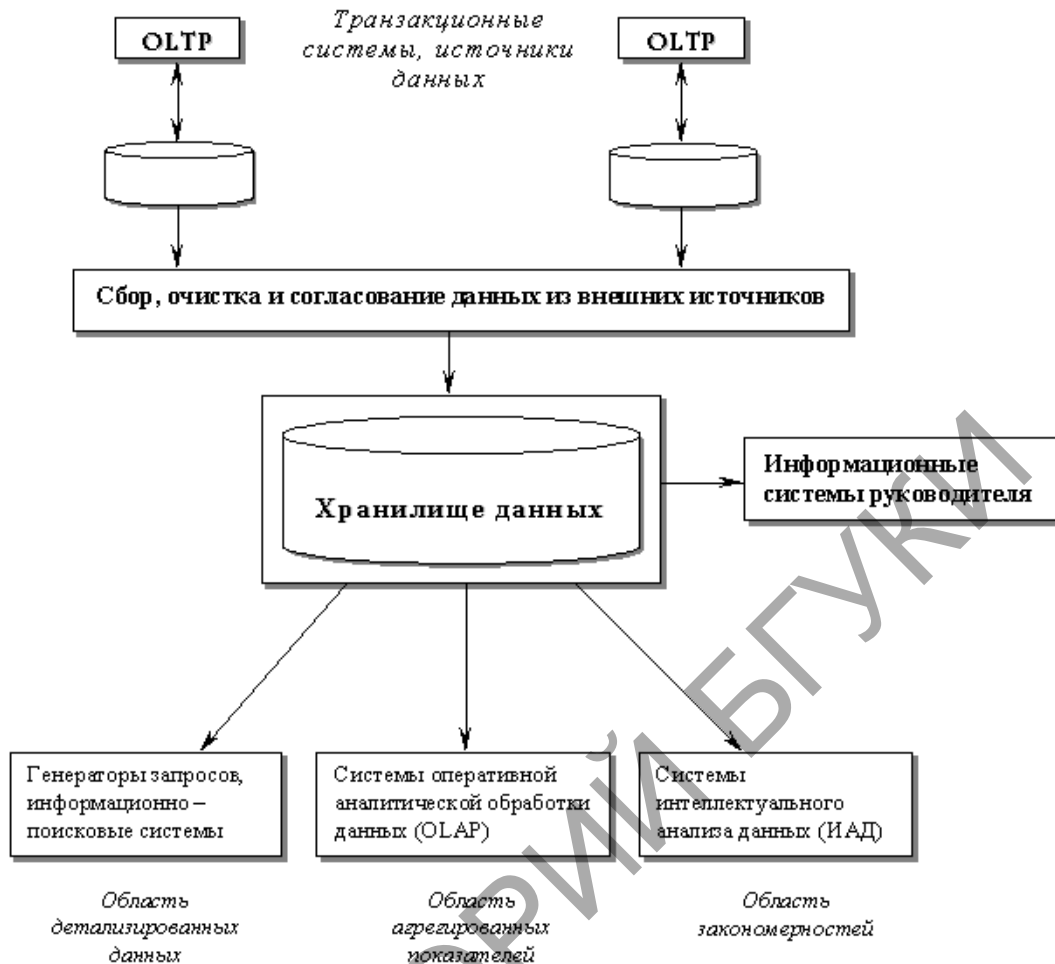 Транзакционные
системы, источники
данных
OLTP
OLTP
Сбор, очистка и согласование данных из внешних источников
Хранилище данных
Информационные
системы руководителя
Генераторы запросов,
информационно –
поисковые системы
Системы оперативной
аналитической обработки
данных (OLAP)
Системы
интеллектуального
анализа данных (ИАД)
Область
детализированных
данных
Область
агрегированных
показателей
Область
закономерностей
ОРИЙ БГУКИ